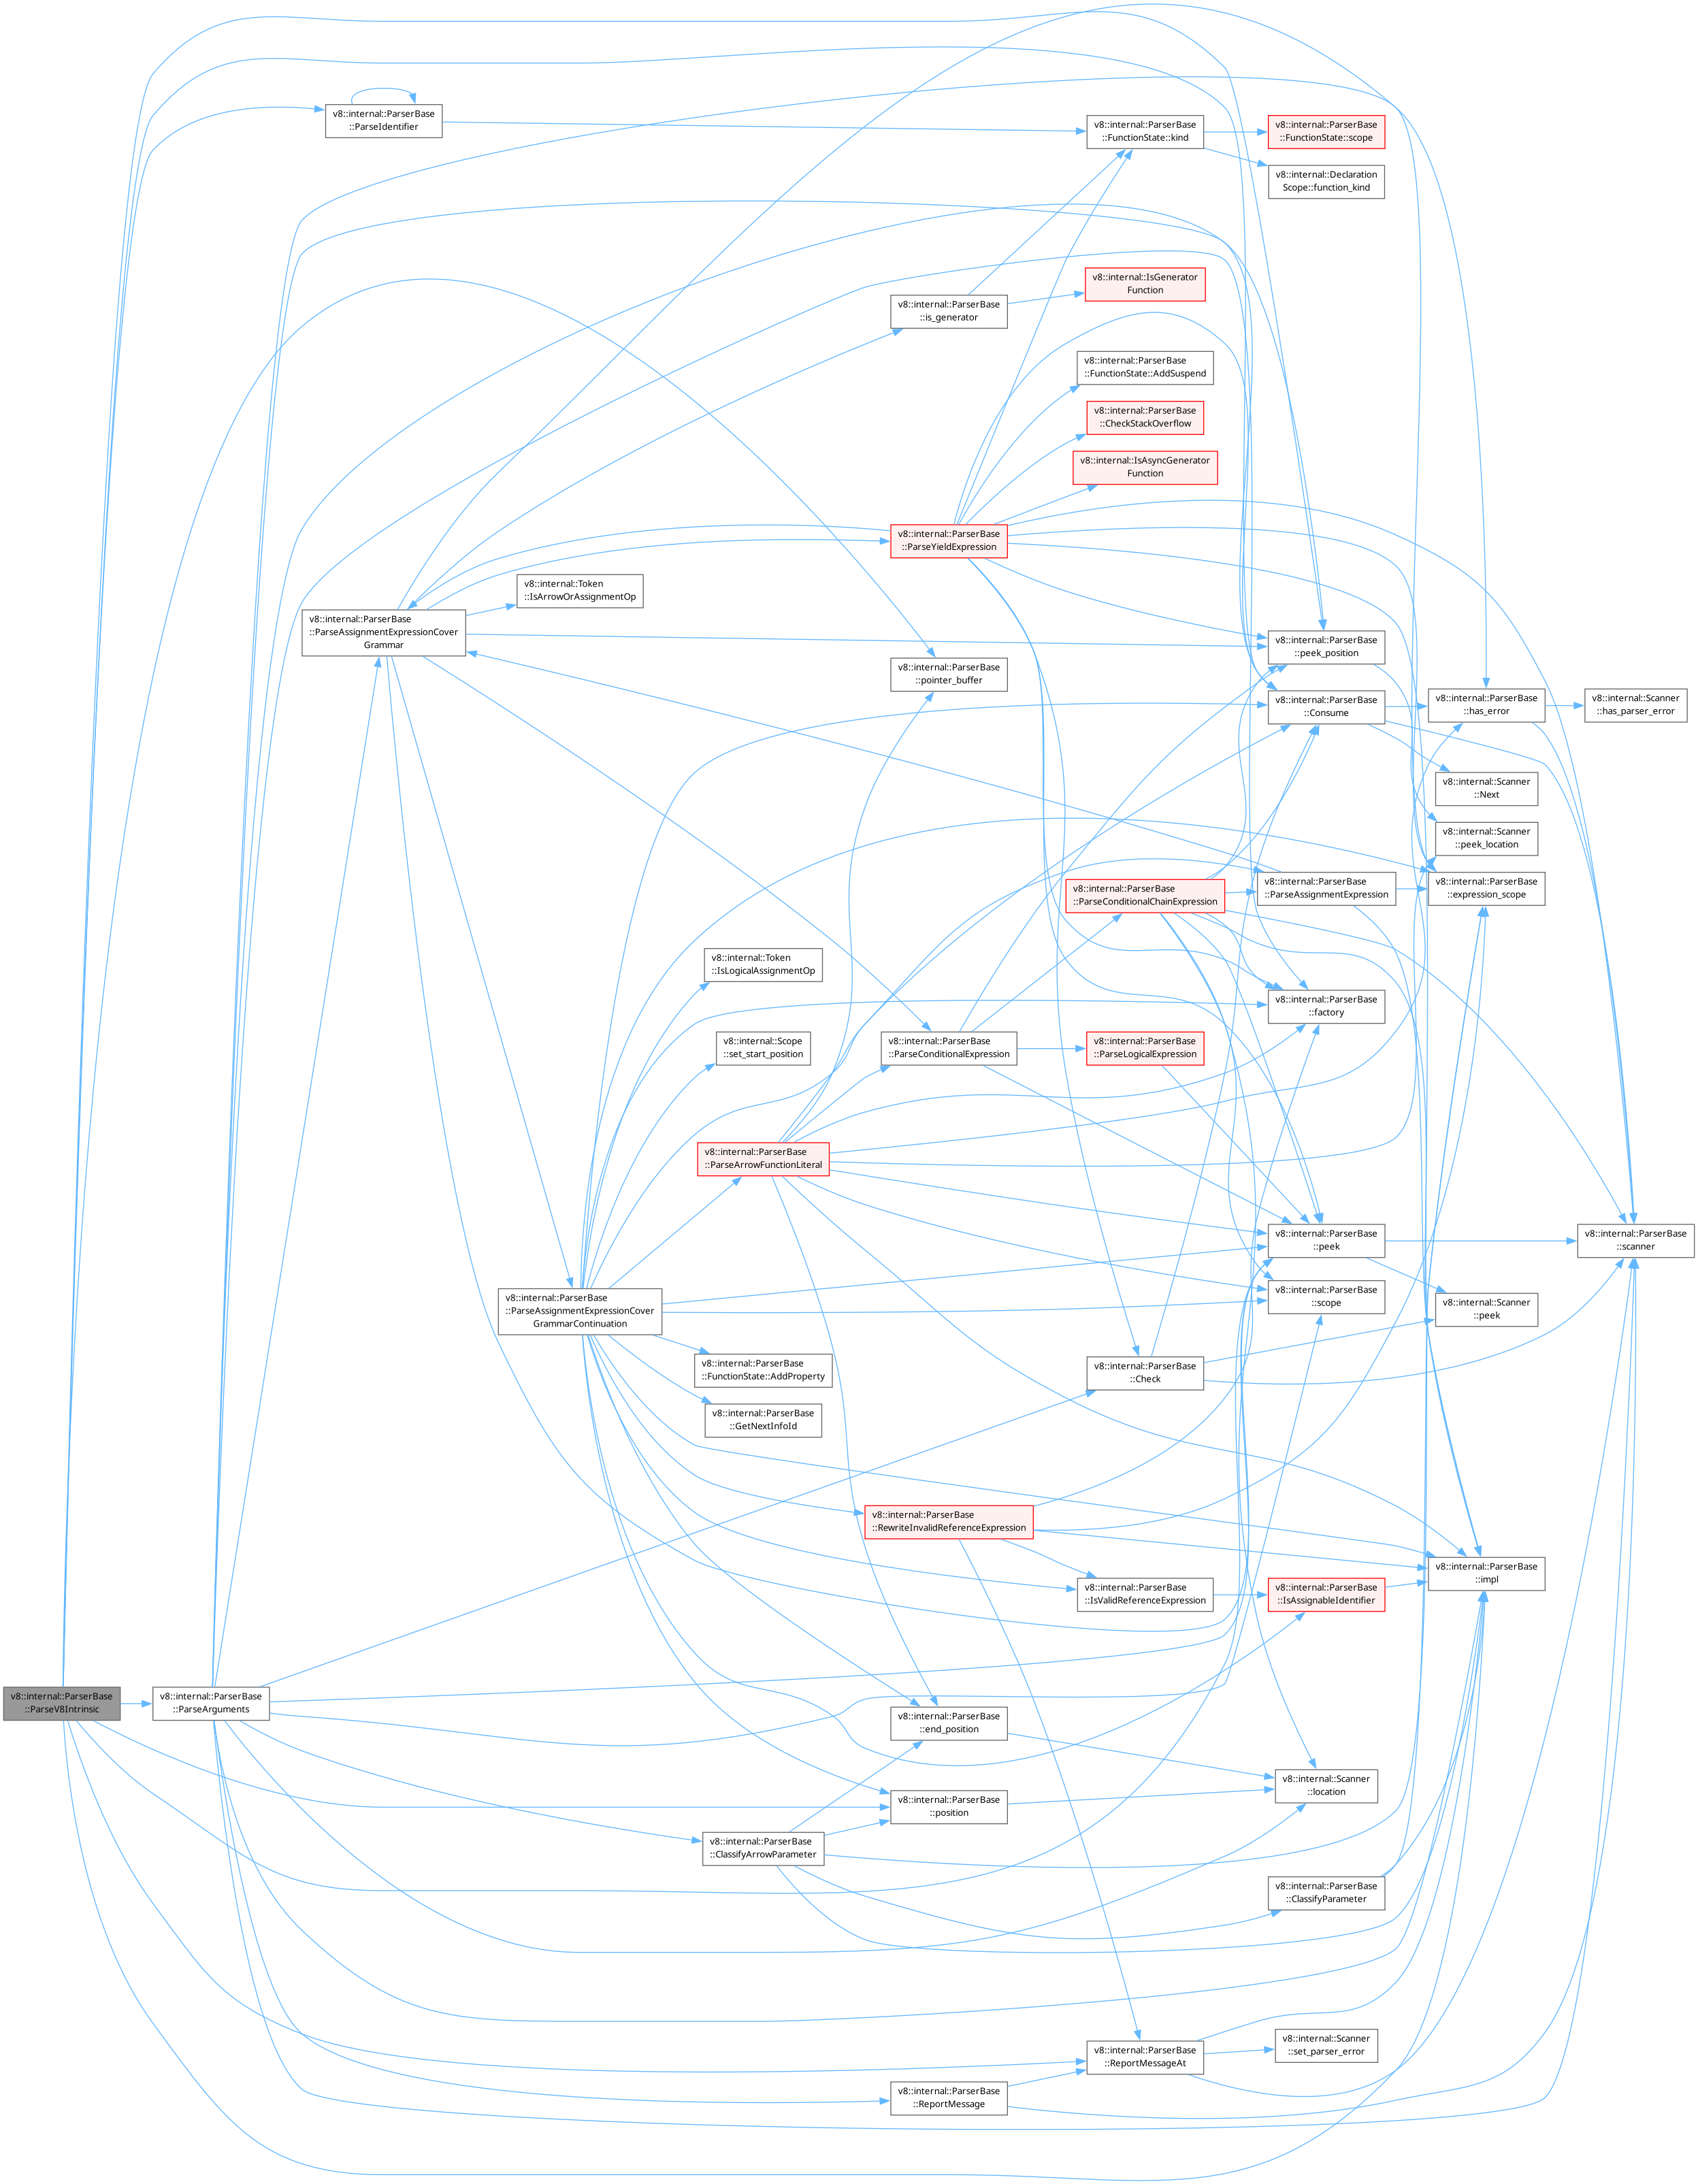 v8::internal::ParserBase
::ParseIdentifier
v8::internal::ParserBase
::FunctionState::kind
v8::internal::ParserBase
::FunctionState::scope
v8::internal::Declaration
Scope::function_kind
v8::internal::IsGenerator
Function
v8::internal::ParserBase
::is_generator
v8::internal::ParserBase
::FunctionState::AddSuspend
v8::internal::ParserBase
::CheckStackOverflow
v8::internal::IsAsyncGenerator
Function
v8::internal::ParserBase
::ParseYieldExpression
v8::internal::Token
::IsArrowOrAssignmentOp
v8::internal::ParserBase
::ParseAssignmentExpressionCover
Grammar
v8::internal::ParserBase
::peek_position
v8::internal::ParserBase
::pointer_buffer
v8::internal::ParserBase
::Consume
v8::internal::ParserBase
::has_error
v8::internal::Scanner
::has_parser_error
v8::internal::Scanner
::Next
v8::internal::Scanner
::peek_location
v8::internal::ParserBase
::ParseConditionalChainExpression
v8::internal::ParserBase
::ParseAssignmentExpression
v8::internal::ParserBase
::expression_scope
v8::internal::Token
::IsLogicalAssignmentOp
v8::internal::ParserBase
::factory
v8::internal::Scope
::set_start_position
v8::internal::ParserBase
::ParseConditionalExpression
v8::internal::ParserBase
::ParseLogicalExpression
v8::internal::ParserBase
::ParseArrowFunctionLiteral
v8::internal::ParserBase
::peek
v8::internal::ParserBase
::scanner
v8::internal::ParserBase
::ParseAssignmentExpressionCover
GrammarContinuation
v8::internal::ParserBase
::scope
v8::internal::Scanner
::peek
v8::internal::ParserBase
::FunctionState::AddProperty
v8::internal::ParserBase
::Check
v8::internal::ParserBase
::GetNextInfoId
v8::internal::ParserBase
::RewriteInvalidReferenceExpression
v8::internal::ParserBase
::impl
v8::internal::ParserBase
::IsValidReferenceExpression
v8::internal::ParserBase
::IsAssignableIdentifier
v8::internal::ParserBase
::ParseV8Intrinsic
v8::internal::ParserBase
::ParseArguments
v8::internal::ParserBase
::end_position
v8::internal::Scanner
::location
v8::internal::ParserBase
::position
v8::internal::ParserBase
::ClassifyArrowParameter
v8::internal::ParserBase
::ClassifyParameter
v8::internal::ParserBase
::ReportMessageAt
v8::internal::Scanner
::set_parser_error
v8::internal::ParserBase
::ReportMessage